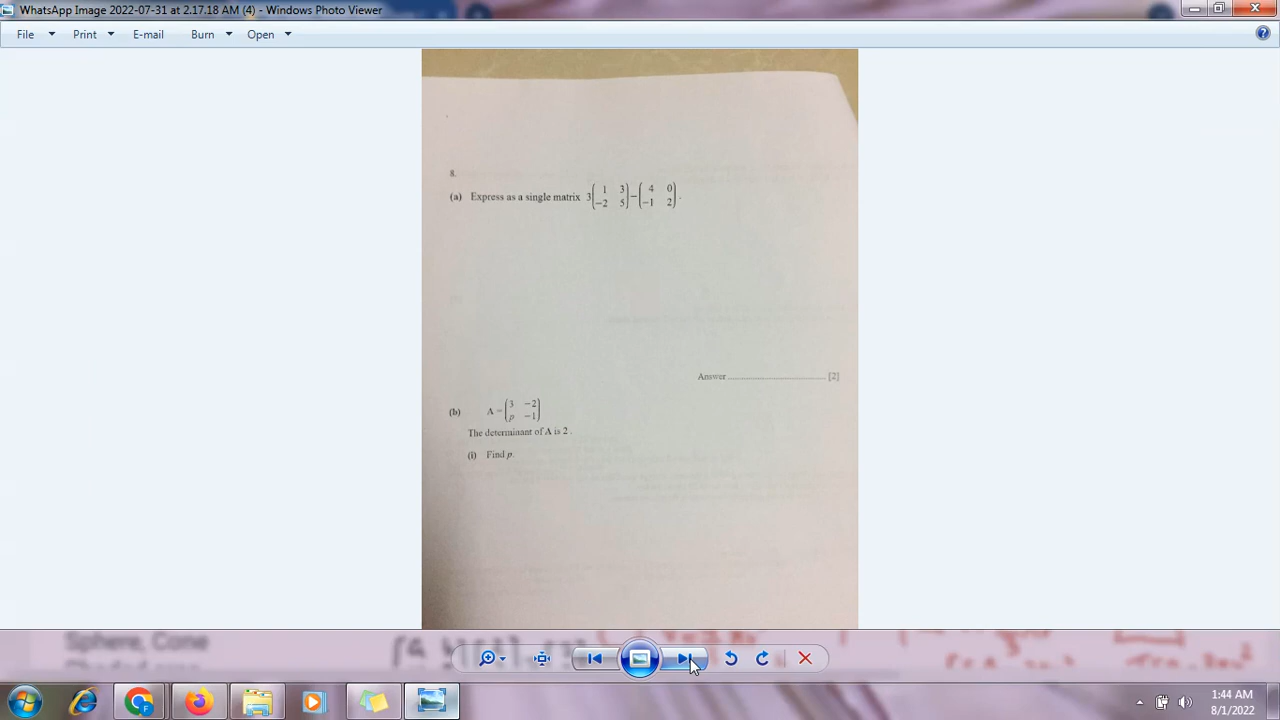 WhatsApp Image 2022-07-31 at 2.17.18 AM (4) - Windows Photo Viewer
File Print E-mail Burn Open
8.
(a) Express as a single matrix 3(1 3 −2 5) − (4 0 −1 2).
Answer .............................. [2]
(b) A = (3 −2 p −1)
The determinant of A is 2.
(i) Find p.
Sphere, Cone
1:44 AM
8/1/2022